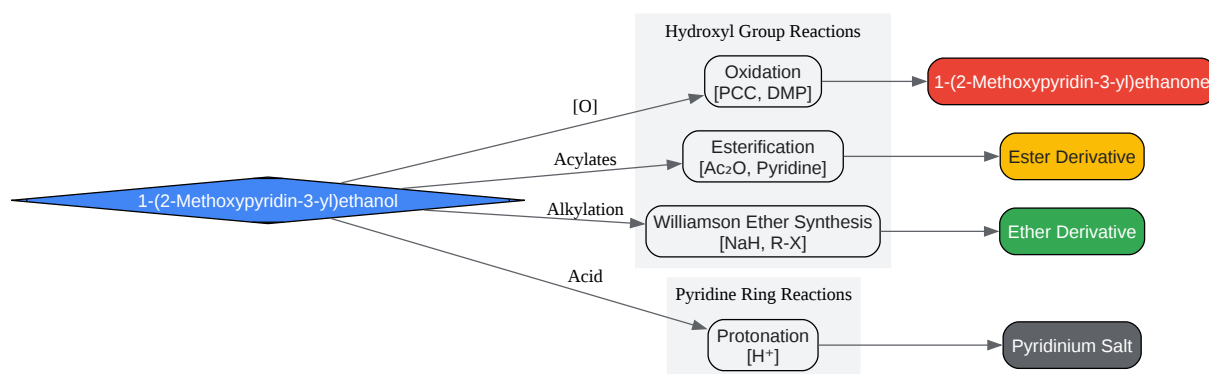 Hydroxyl Group Reactions
Oxidation
[PCC, DMP]
1-(2-Methoxypyridin-3-yl)ethanone
[O]
Esterification
[Ac₂O, Pyridine]
Ester Derivative
Acylates
1-(2-Methoxypyridin-3-yl)ethanol
Alkylation
Williamson Ether Synthesis
[NaH, R-X]
Ether Derivative
Acid
Pyridine Ring Reactions
Protonation
[H⁺]
Pyridinium Salt